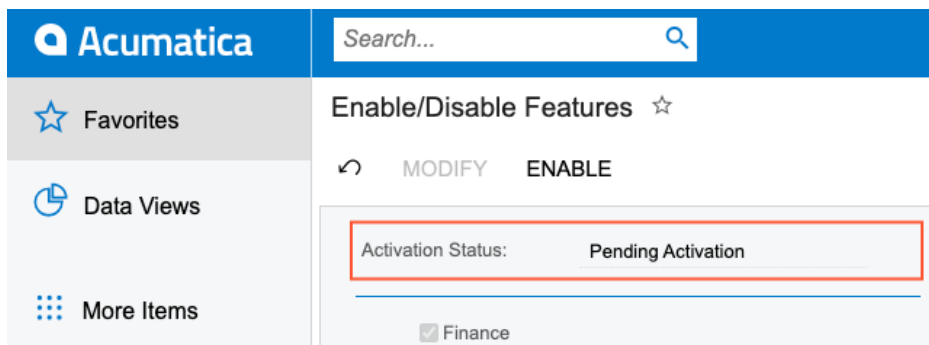 Acumatica
Search...
Favorites
Data Views
More Items
Enable/Disable Features
MODIFY ENABLE
Activation Status: Pending Activation
Finance